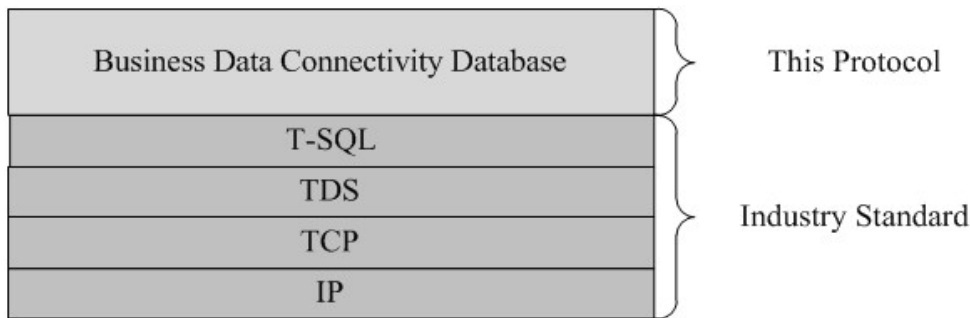 Business Data Connectivity Database
This Protocol
T-SQL
TDS
TCP
IP
Industry Standard